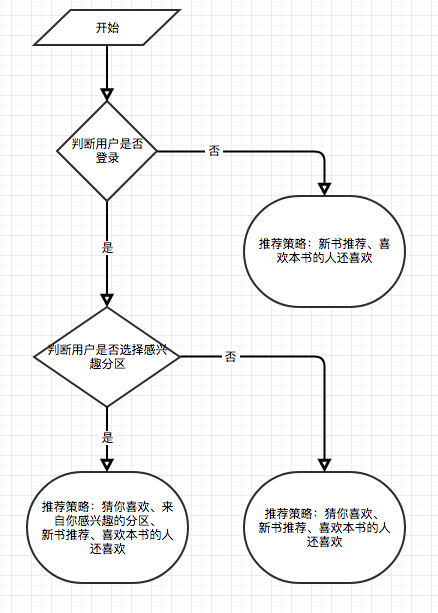 开始
判断用户是否
登录
否
推荐策略：新书推荐、喜
欢本书的人还喜欢
是
判断用户是否选择感兴
趣分区
否
是
推荐策略：猜你喜欢、来
自你感兴趣的分区、
新书推荐、喜欢本书的人
还喜欢
推荐策略：猜你喜欢、
新书推荐、喜欢本书的人
还喜欢